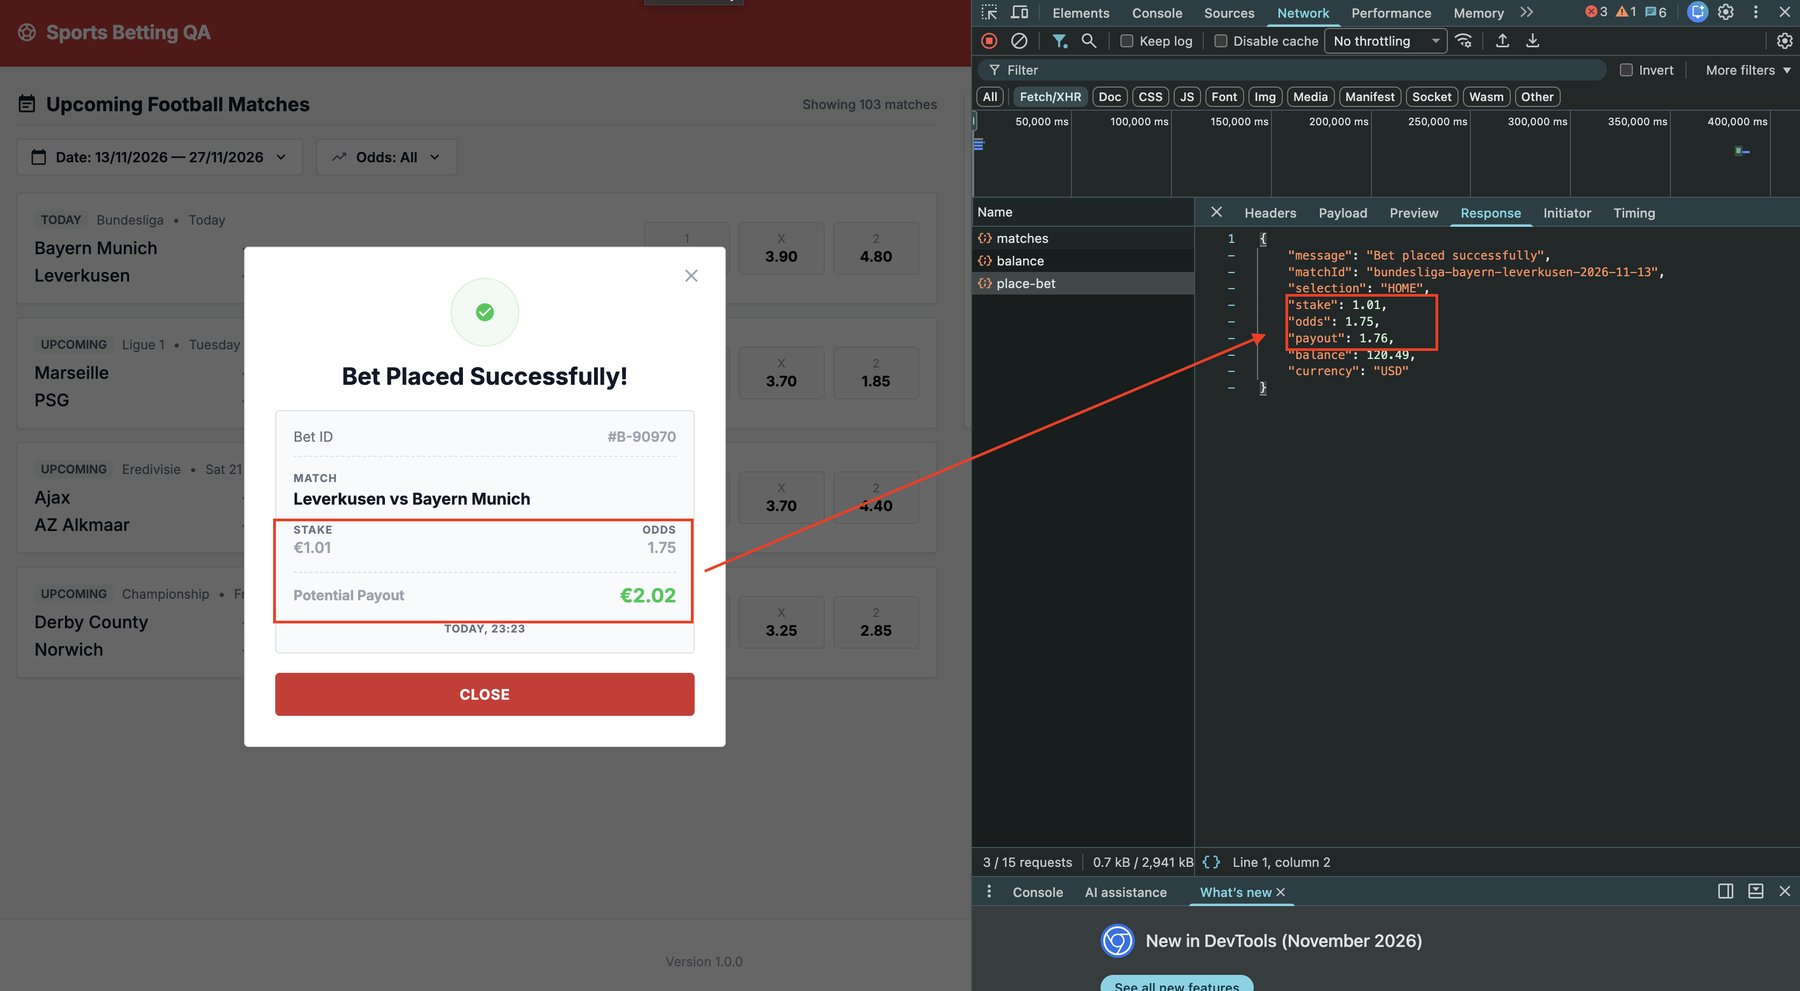 Sports Betting QA
Upcoming Football Matches
Showing 103 matches
Date: 13/11/2026 — 27/11/2026
Odds: All
TODAY Bundesliga • Today
Bayern Munich
Leverkusen
1
X
3.90
2
4.80
UPCOMING Ligue 1 • Tuesday
Marseille
PSG
X
3.70
2
1.85
UPCOMING Eredivisie • Sat 21
Ajax
AZ Alkmaar
X
3.70
2
4.40
UPCOMING Championship •
Derby County
Norwich
X
3.25
2
2.85
Version 1.0.0
Bet Placed Successfully!
Bet ID #B-90970
MATCH
Leverkusen vs Bayern Munich
STAKE ODDS
€1.01 1.75
Potential Payout €2.02
TODAY, 23:23
CLOSE
Elements Console Sources Network Performance Memory 3 1 6
Keep log Disable cache No throttling
Filter Invert More filters
All Fetch/XHR Doc CSS JS Font Img Media Manifest Socket Wasm Other
50,000 ms 100,000 ms 150,000 ms 200,000 ms 250,000 ms 300,000 ms 350,000 ms 400,000 ms
Name
matches
balance
place-bet
Headers Payload Preview Response Initiator Timing
1 {
– "message": "Bet placed successfully",
– "matchId": "bundesliga-bayern-leverkusen-2026-11-13",
– "selection": "HOME",
– "stake": 1.01,
– "odds": 1.75,
– "payout": 1.76,
– "balance": 120.49,
– "currency": "USD"
– }
3 / 15 requests 0.7 kB / 2,941 kB {} Line 1, column 2
Console AI assistance What's new
New in DevTools (November 2026)
See all new features